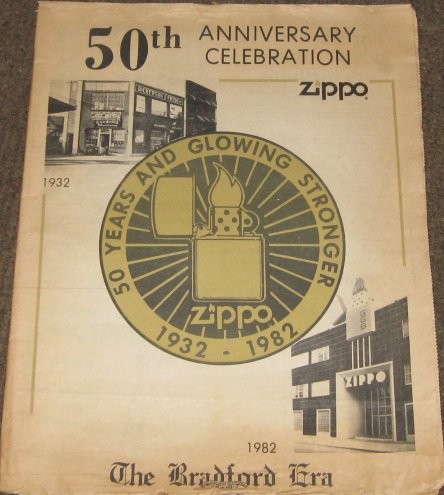 50th ANNIVERSARY
CELEBRATION
Zippo
1932
50 YEARS AND GLOWING STRONGER
Zippo
1932 - 1982
ZIPPO
1982
The Bradford Era